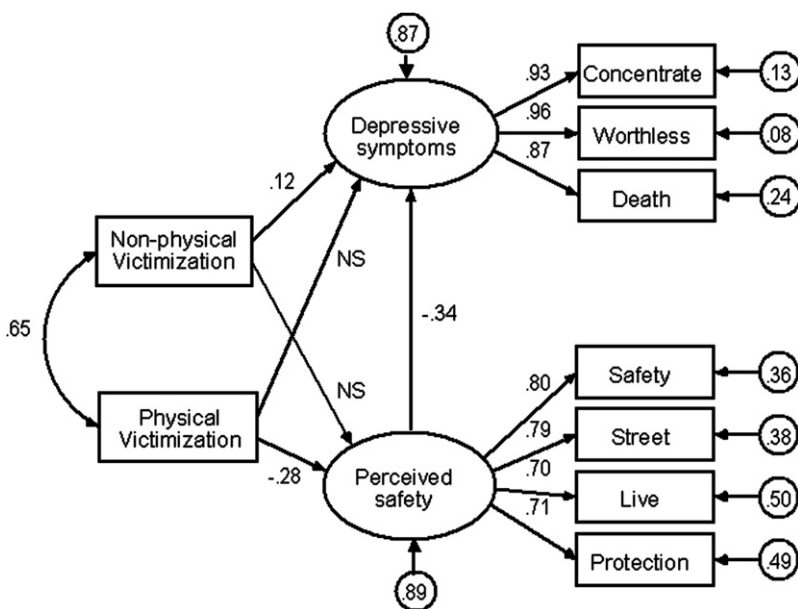 .87
.93
Concentrate
.13
Depressive
symptoms
.96
Worthless
.08
.87
Death
.24
.12
Non-physical
Victimization
NS
.65
-.34
Physical
Victimization
NS
-.28
Perceived
safety
.89
.80
Safety
.36
.79
Street
.38
.70
Live
.50
.71
Protection
.49